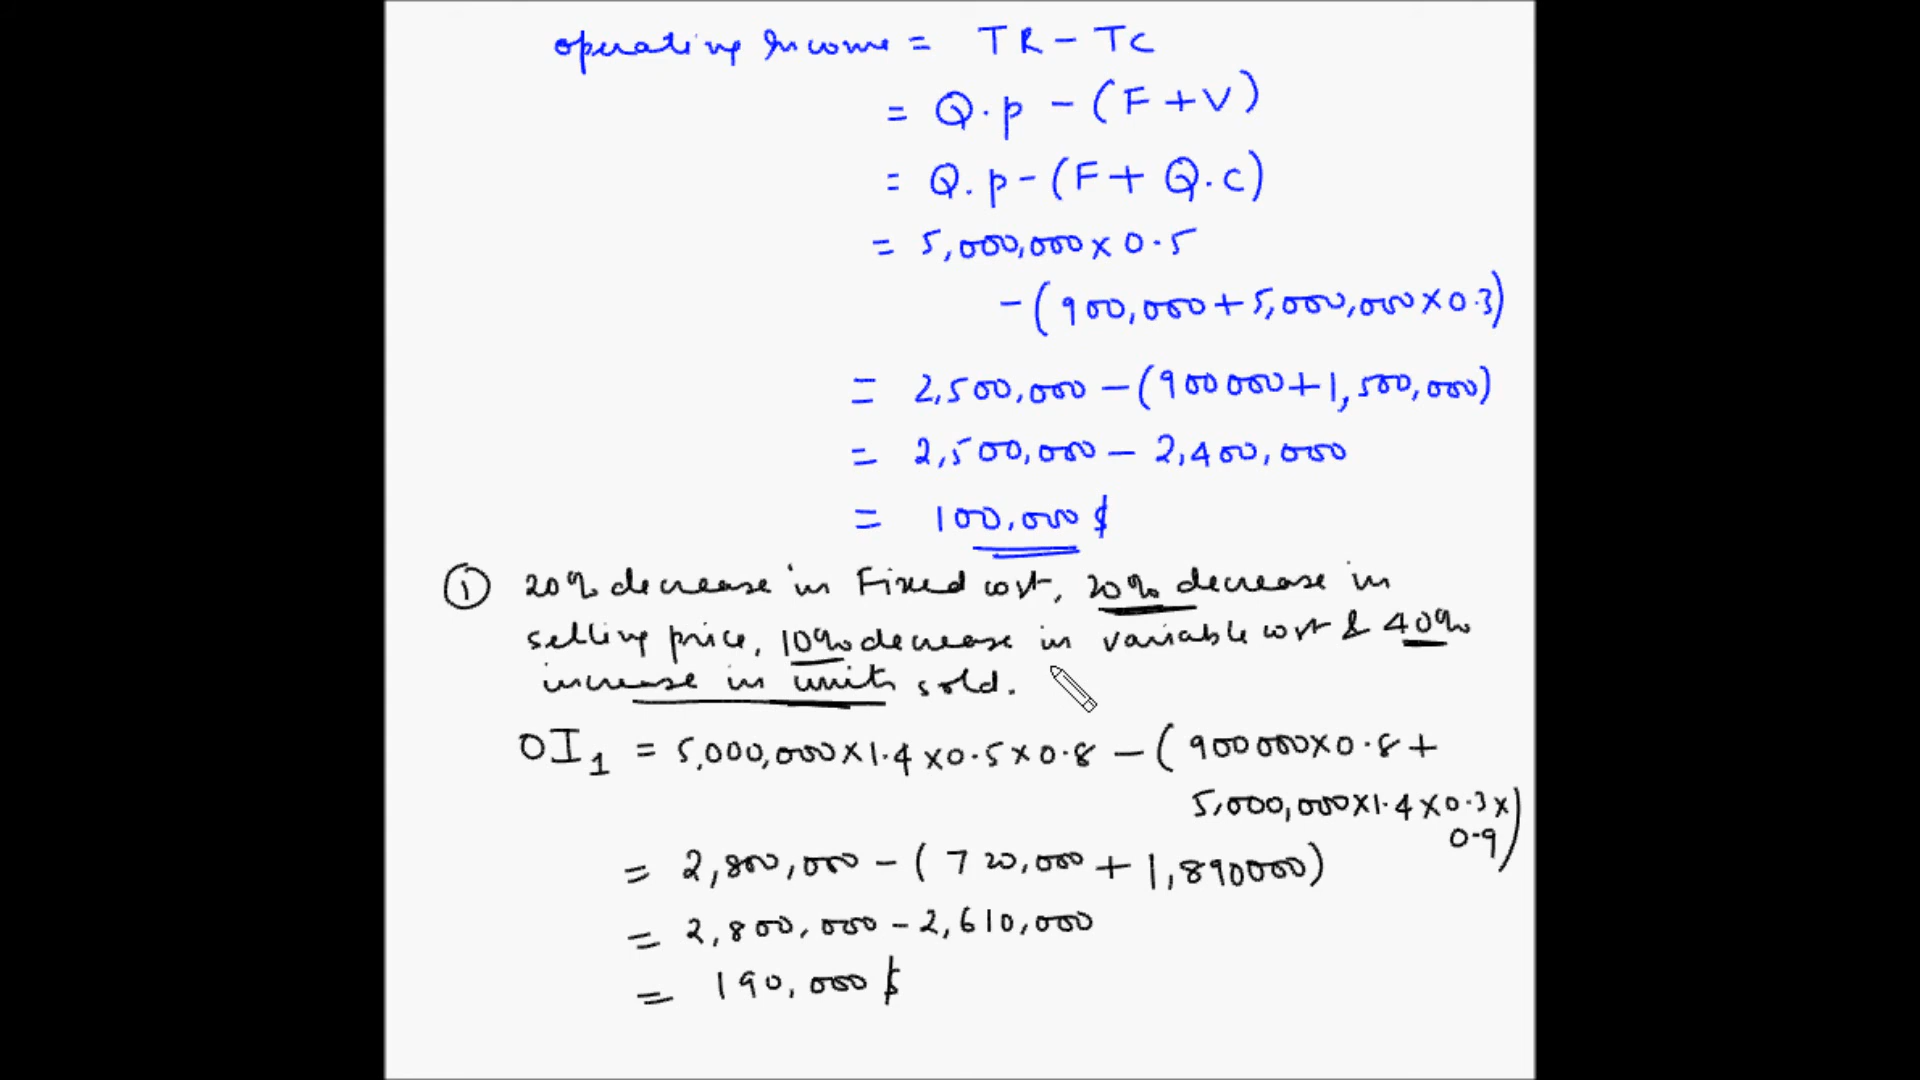 operating Income = TR - TC
= Q.p - (F + V)
= Q.p - (F + Q.c)
= 5,000,000 x 0.5
- (900,000 + 5,000,000 x 0.3)
= 2,500,000 - (900000 + 1,500,000)
= 2,500,000 - 2,400,000
= 100,000 $
① 20% decrease in Fixed cost, 20% decrease in
selling price, 10% decrease in variable cost & 40%
increase in units sold.
OI1 = 5,000,000 x 1.4 x 0.5 x 0.8 - (900000 x 0.8 +
5,000,000 x 1.4 x 0.3 x
0.9)
= 2,800,000 - (720,000 + 1,890000)
= 2,800,000 - 2,610,000
= 190,000 $